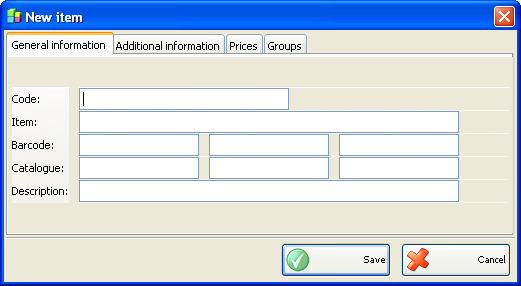 New item
General information Additional information Prices Groups
Code:
Item:
Barcode:
Catalogue:
Description:
Save Cancel